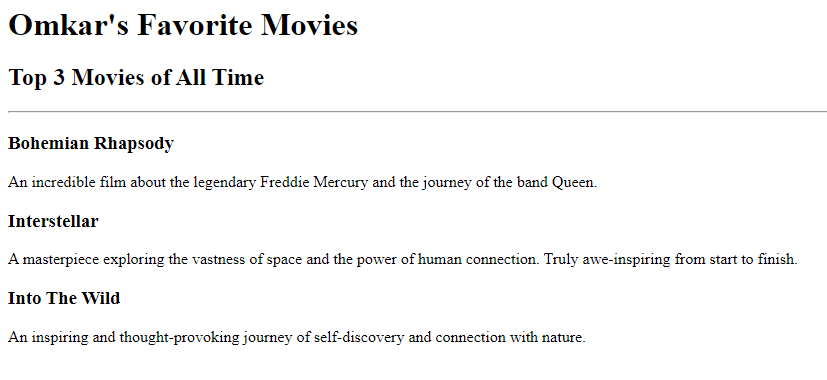 Omkar's Favorite Movies
Top 3 Movies of All Time
Bohemian Rhapsody
An incredible film about the legendary Freddie Mercury and the journey of the band Queen.
Interstellar
A masterpiece exploring the vastness of space and the power of human connection. Truly awe-inspiring from start to finish.
Into The Wild
An inspiring and thought-provoking journey of self-discovery and connection with nature.